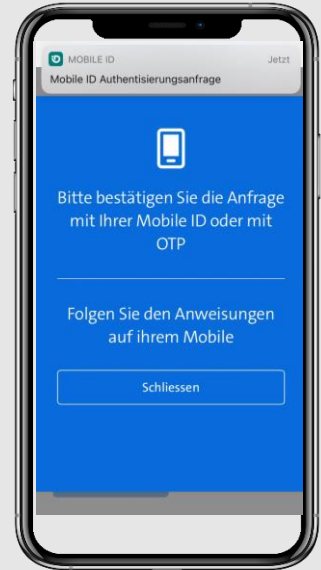 MOBILE ID Jetzt
Mobile ID Authentisierungsanfrage
Bitte bestätigen Sie die Anfrage
mit Ihrer Mobile ID oder mit
OTP
Folgen Sie den Anweisungen
auf ihrem Mobile
Schliessen